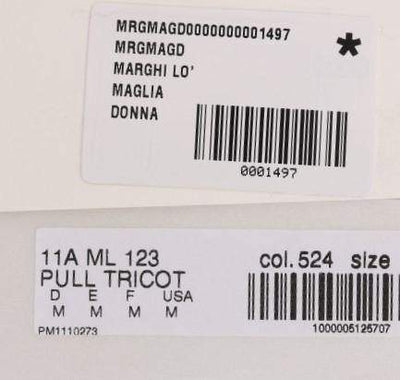 MRGMAGD0000000001497
MRGMAGD
MARGHI LO'
MAGLIA
DONNA
*
0001497
11A ML 123
col. 524 size
PULL TRICOT
D E F USA
M M M M
PM1110273
1000005125707